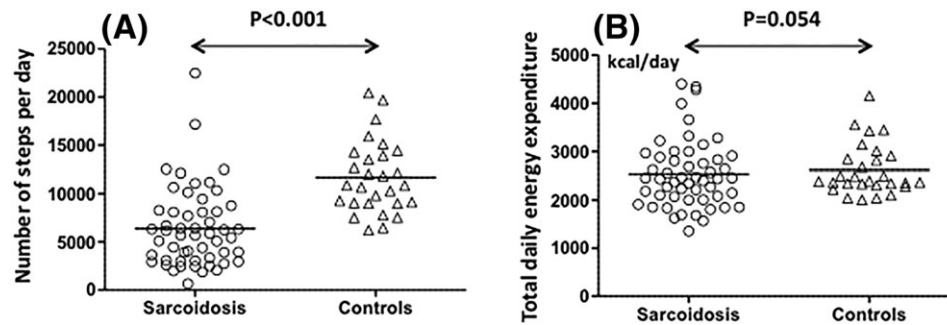 (A)
P<0.001
Number of steps per day
25000
20000
15000
10000
5000
0
Sarcoidosis
Controls
(B)
P=0.054
Total daily energy expenditure
kcal/day
5000
4000
3000
2000
1000
0
Sarcoidosis
Controls